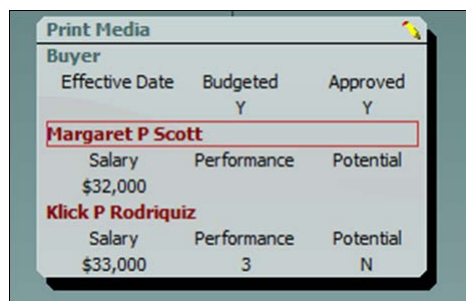 Print Media
Buyer
Effective Date Budgeted Approved
Y Y
Margaret P Scott
Salary Performance Potential
$32,000
Klick P Rodriquiz
Salary Performance Potential
$33,000 3 N